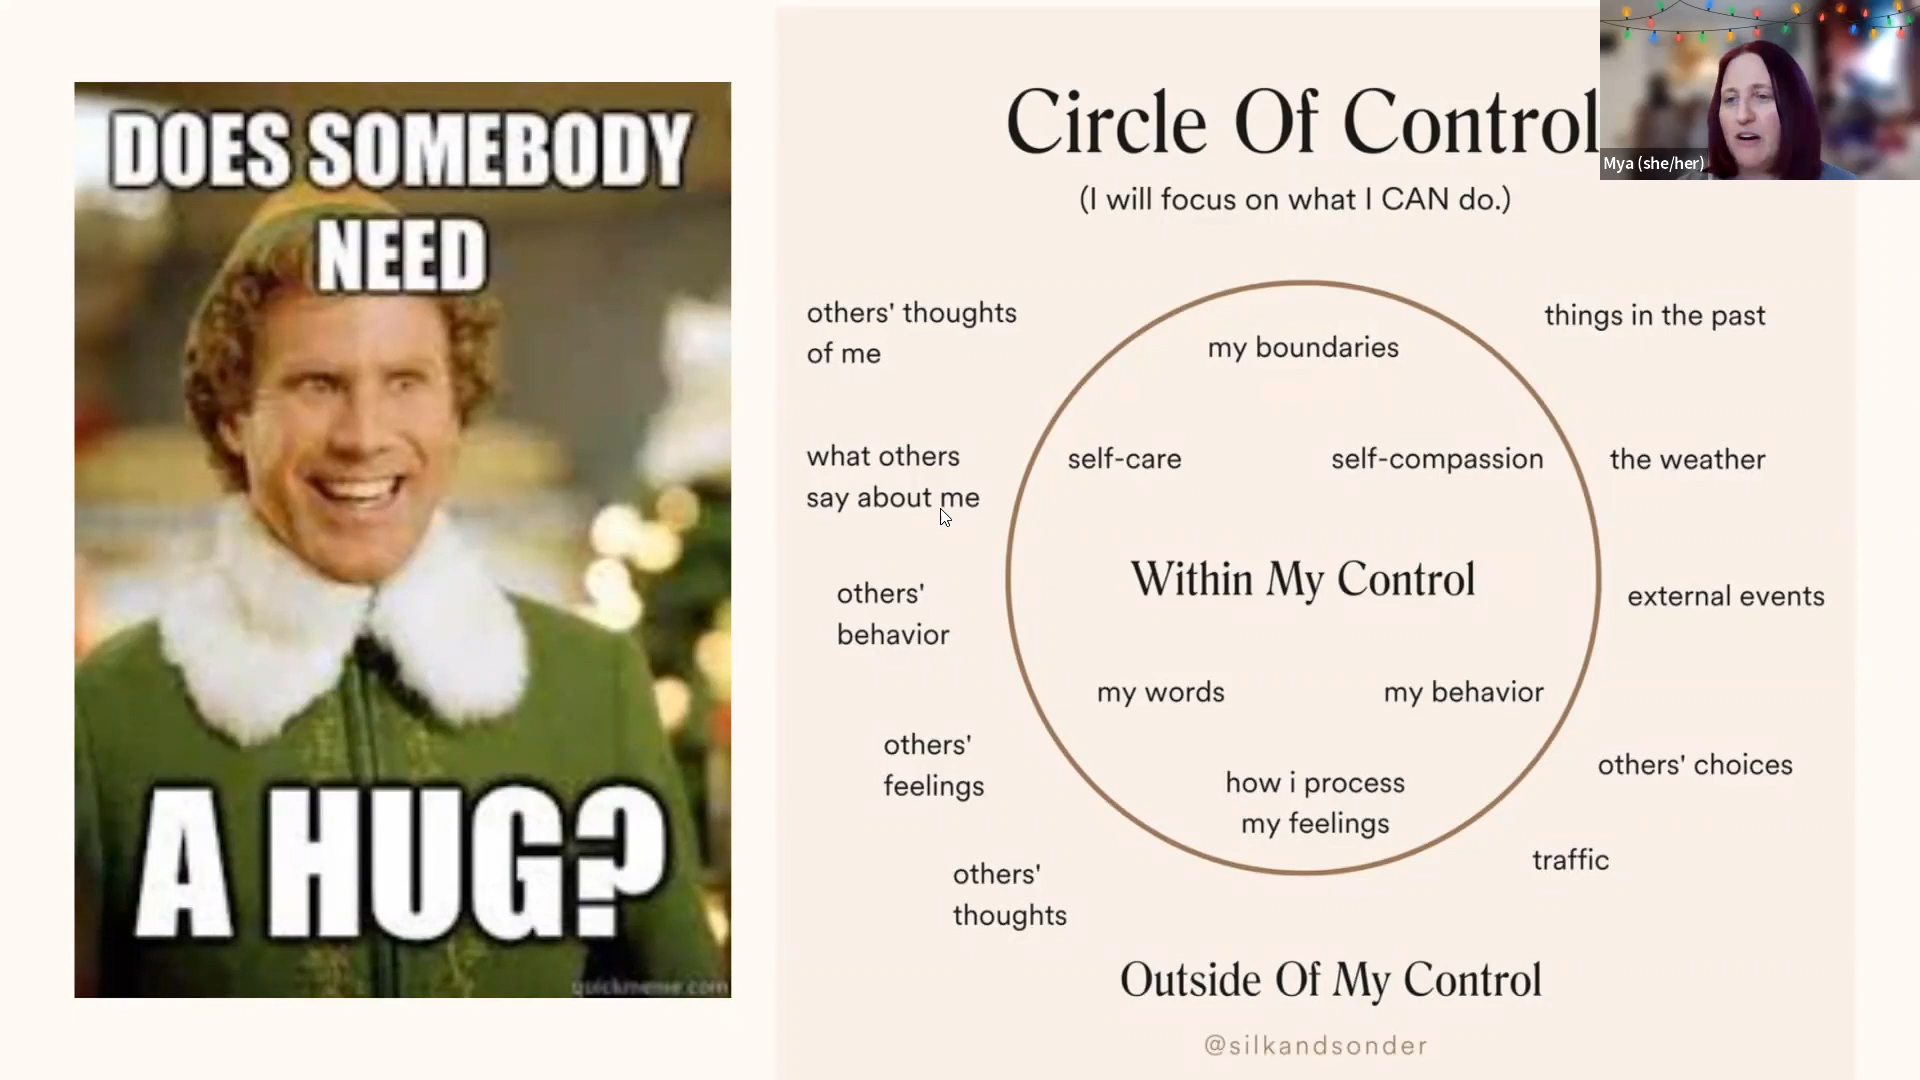 DOES SOMEBODY
NEED
A HUG?
quickmeme.com
Circle Of Control
(I will focus on what I CAN do.)
others' thoughts
of me
what others
say about me
others'
behavior
others'
feelings
others'
thoughts
my boundaries
self-care
self-compassion
Within My Control
my words
my behavior
how i process
my feelings
things in the past
the weather
external events
others' choices
traffic
Outside Of My Control
@silkandsonder
Mya (she/her)